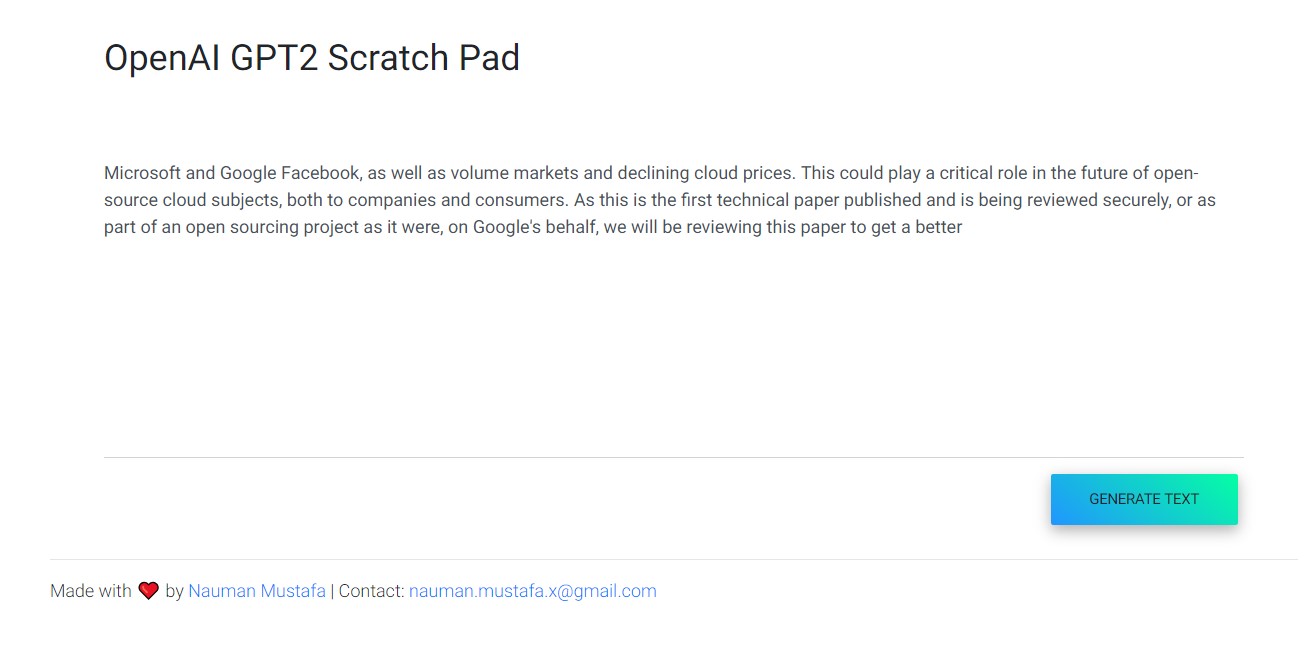 OpenAI GPT2 Scratch Pad
Microsoft and Google Facebook, as well as volume markets and declining cloud prices. This could play a critical role in the future of open-
source cloud subjects, both to companies and consumers. As this is the first technical paper published and is being reviewed securely, or as
part of an open sourcing project as it were, on Google's behalf, we will be reviewing this paper to get a better
GENERATE TEXT
Made with ❤️ by Nauman Mustafa | Contact: nauman.mustafa.x@gmail.com